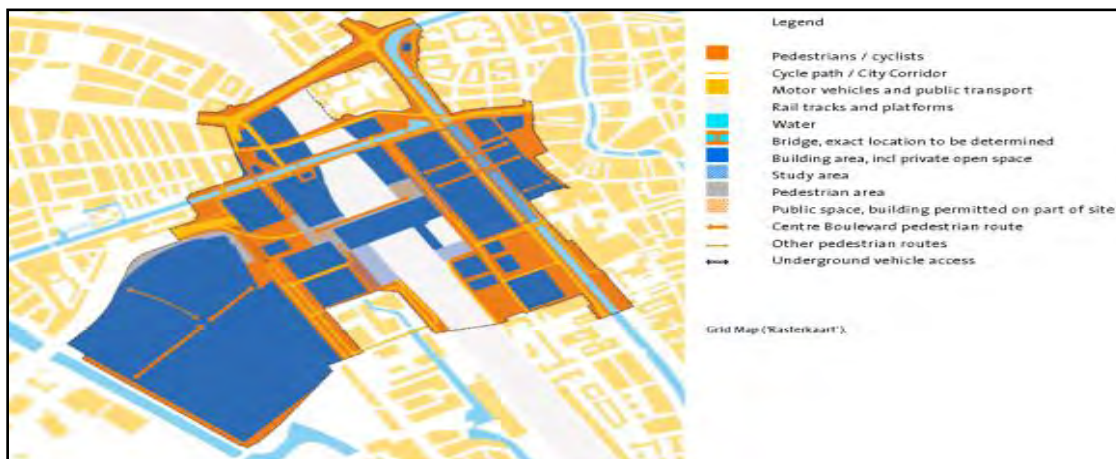 Legend
Pedestrians / cyclists
Cycle path / City Corridor
Motor vehicles and public transport
Rail tracks and platforms
Water
Bridge, exact location to be determined
Building area, incl private open space
Study area
Pedestrian area
Public space, building permitted on part of site
Centre Boulevard pedestrian route
Other pedestrian routes
Underground vehicle access
Grid Map ('Rasterkaart').